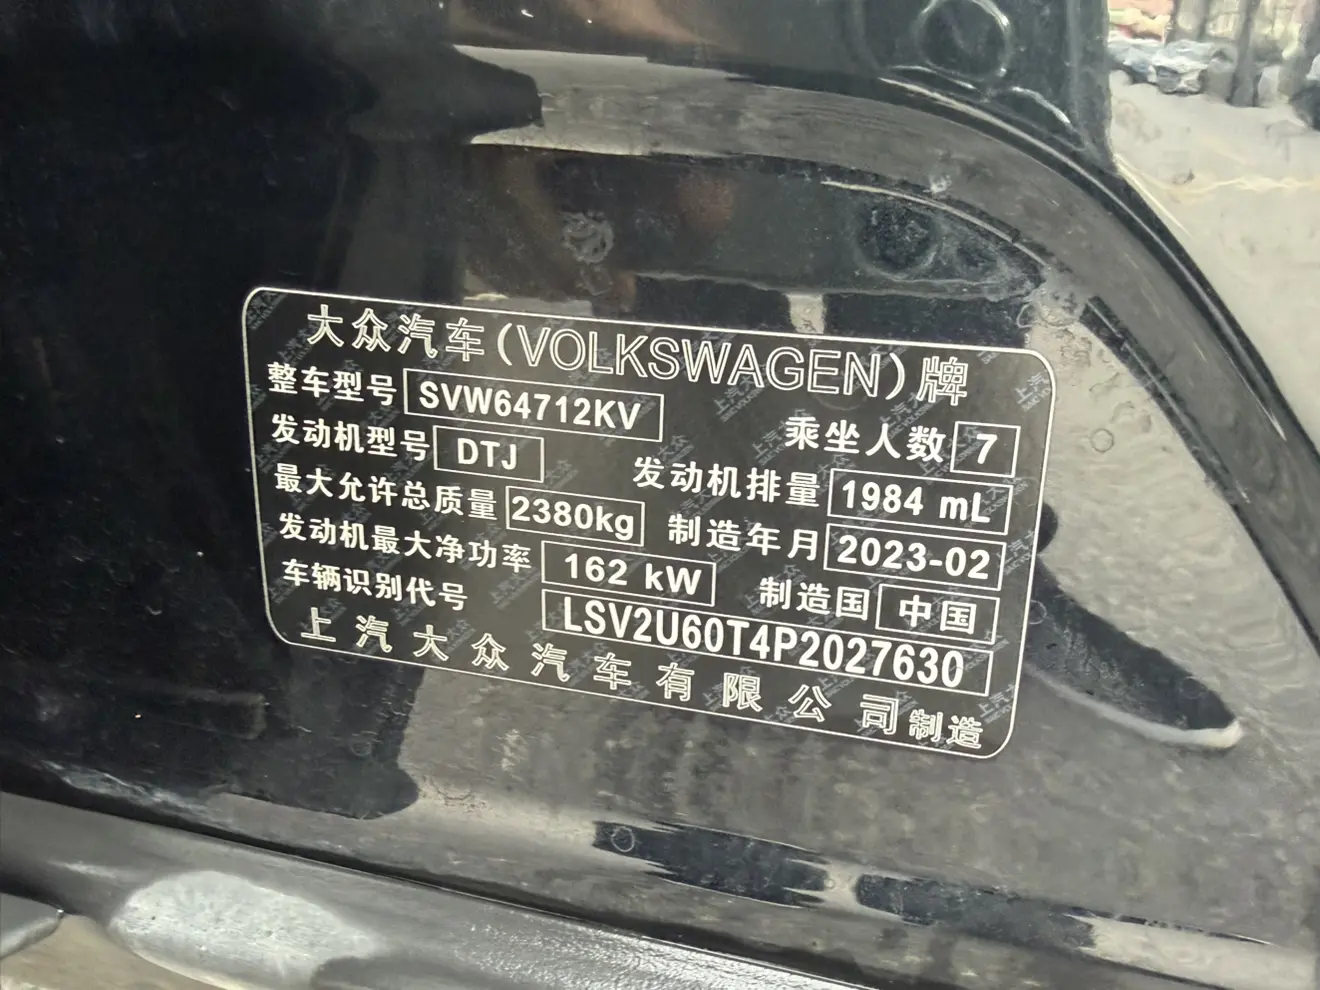 大众汽车(VOLKSWAGEN)牌
整车型号 SVW64712KV 乘坐人数 7
发动机型号 DTJ 发动机排量 1984 mL
最大允许总质量 2380kg 制造年月 2023-02
发动机最大净功率 162 kW 制造国 中国
车辆识别代号 LSV2U60T4P2027630
上汽大众汽车有限公司制造